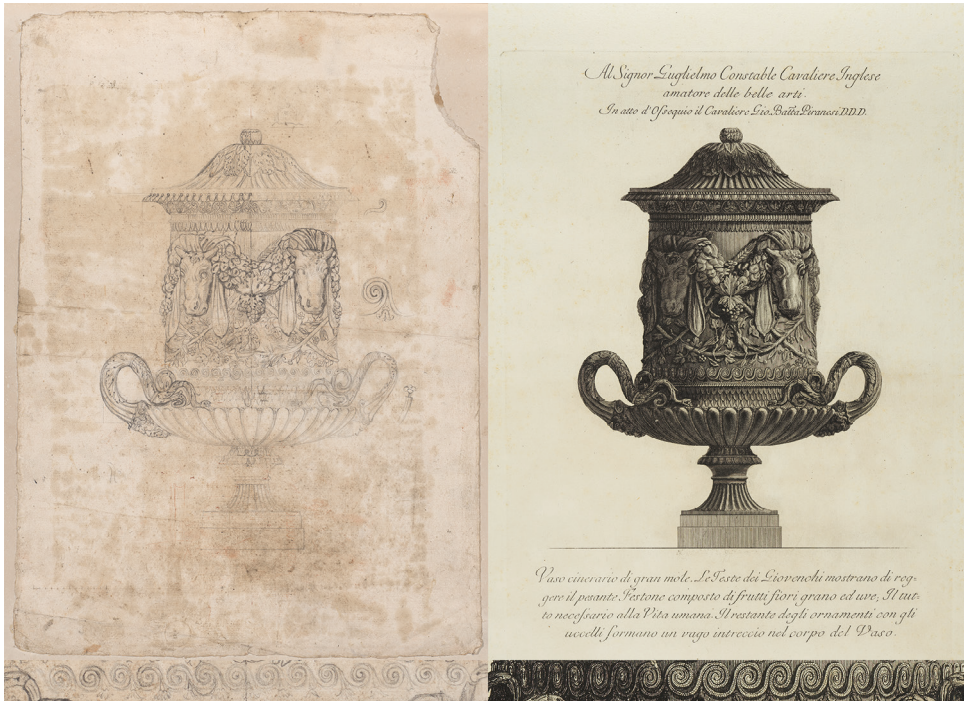 Al Signor Guglielmo Constable Cavaliere Inglese
amatore delle belle arti.
In atto d'Ossequio il Cavaliere Gio. Batta Piranesi D.D.D.
Vaso cinerario di gran mole. Le Teste dei Giovenchi mostrano di reg=
gere il pesante Festone composto di frutti fiori grano ed uve; Il tut=
to necessario alla Vita umana. Il restante degli ornamenti con gli
uccelli formano un vago intreccio nel corpo del Vaso.